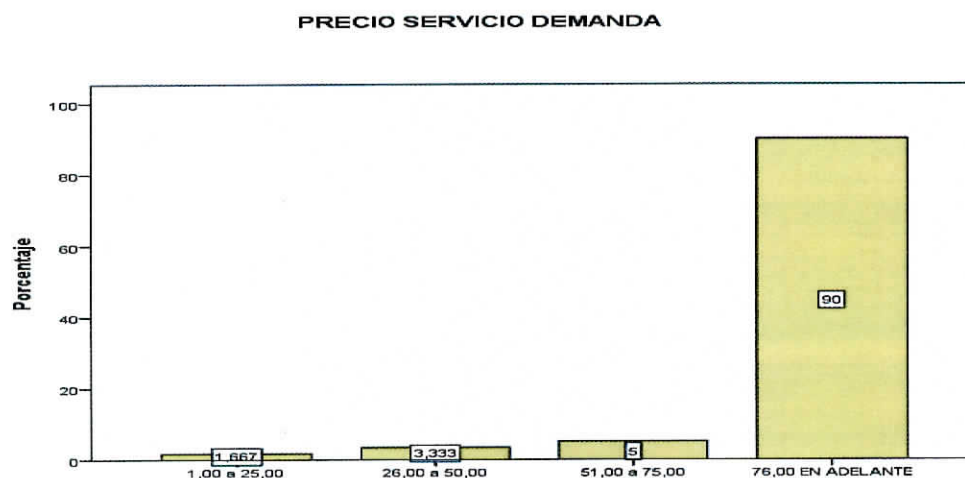 PRECIO SERVICIO DEMANDA
Porcentaje
100
80
60
40
20
0
1,667
3,333
5
90
1,00 a 25,00
26,00 a 50,00
51,00 a 75,00
76,00 EN ADELANTE